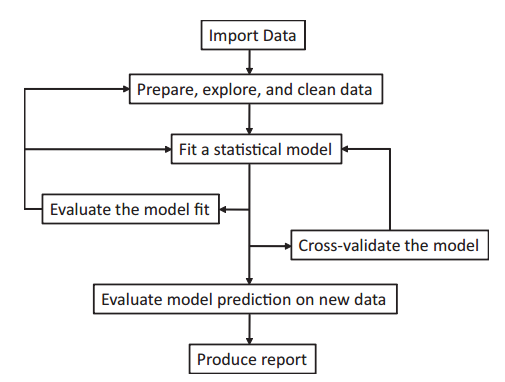 Import Data
Prepare, explore, and clean data
Fit a statistical model
Evaluate the model fit
Cross-validate the model
Evaluate model prediction on new data
Produce report